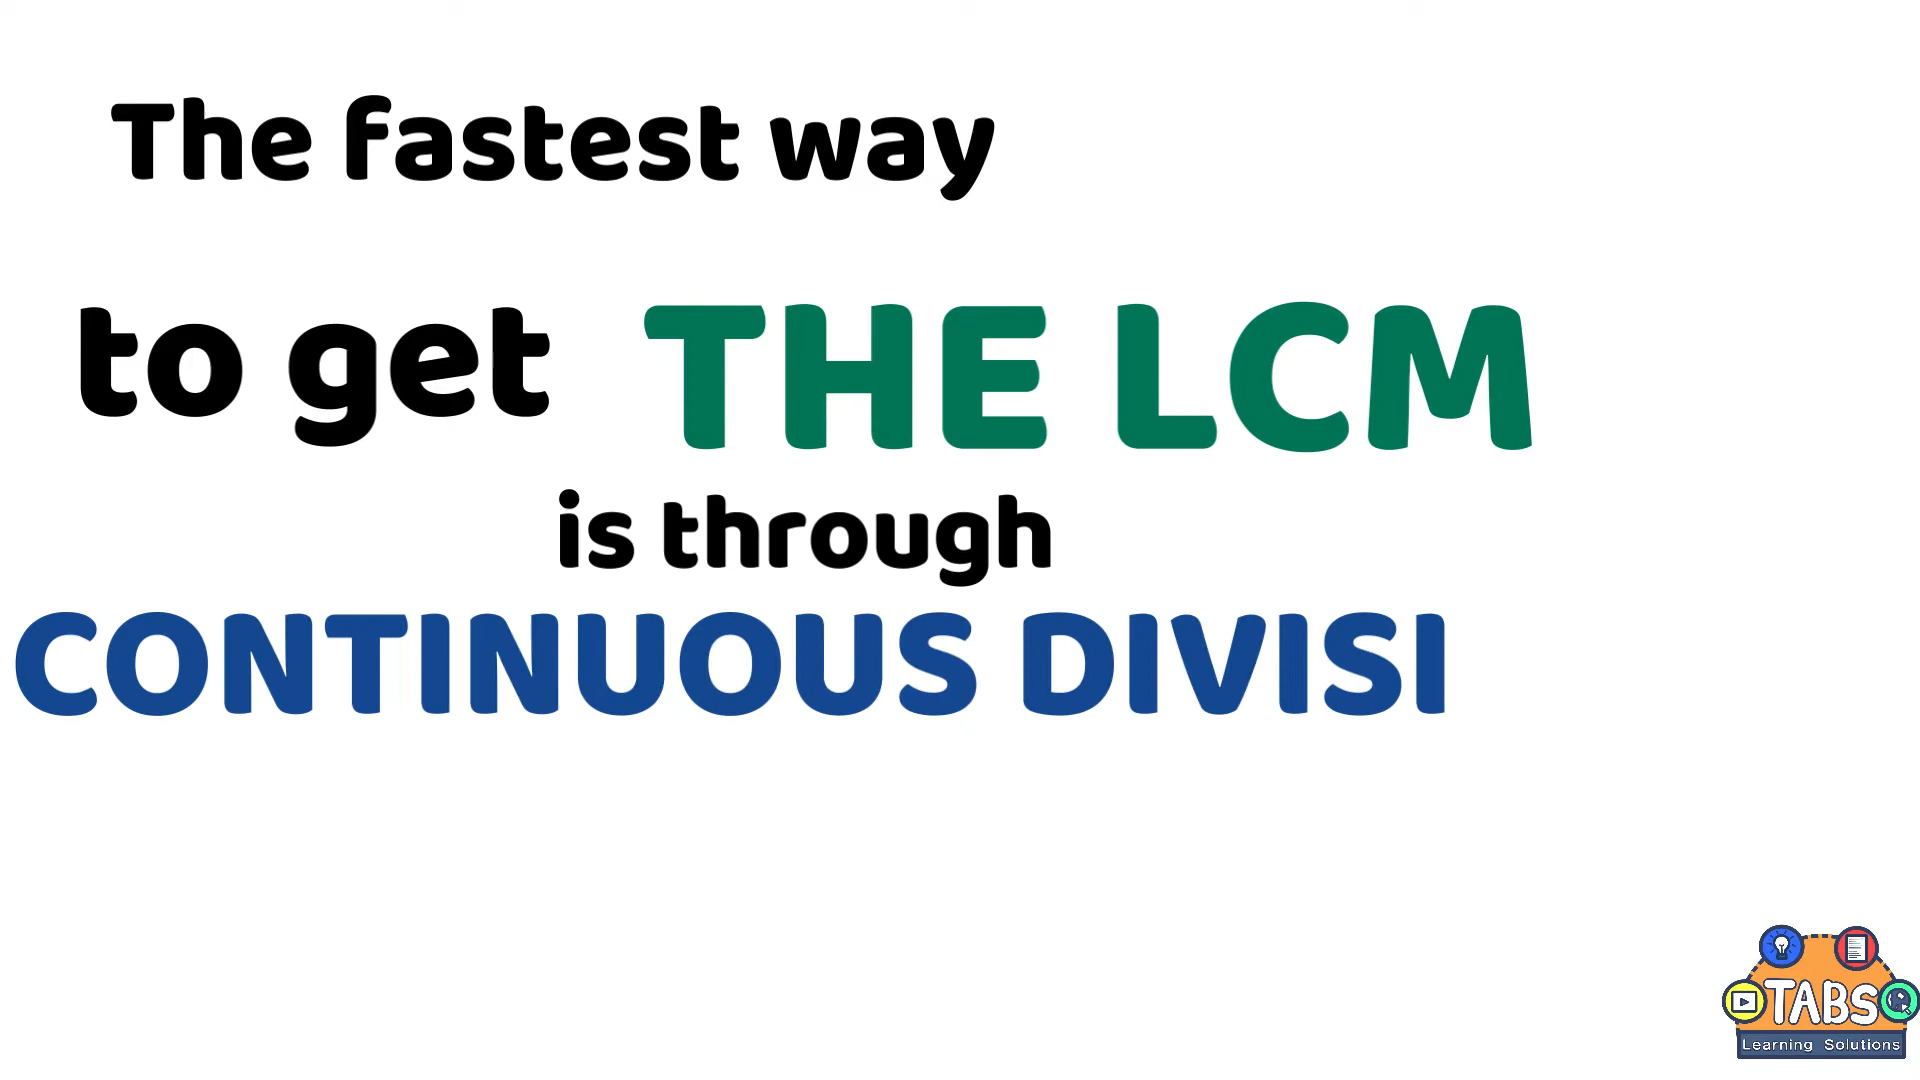 The fastest way
to get THE LCM
is through
CONTINUOUS DIVISI
TABS
Learning Solutions